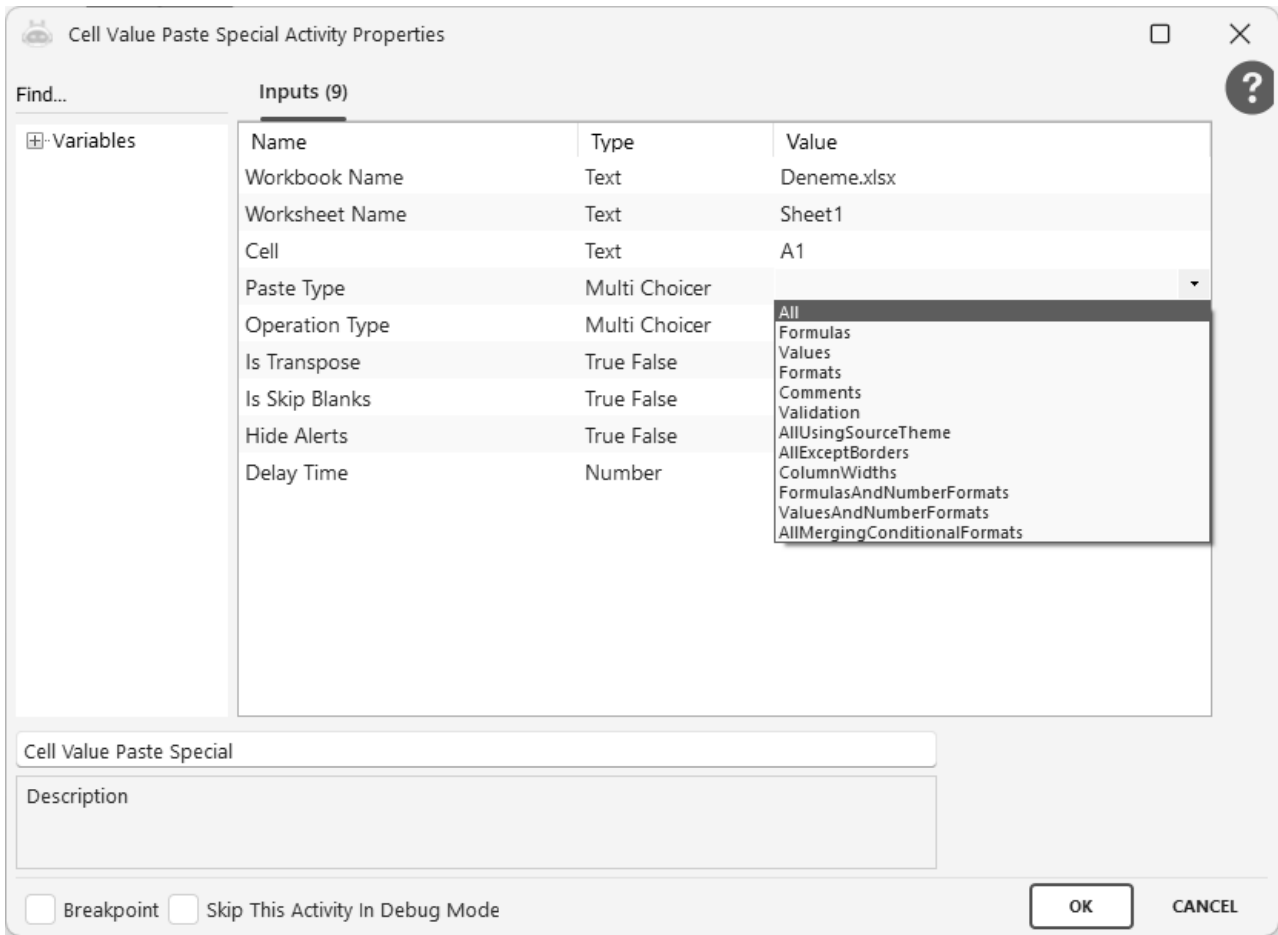 Cell Value Paste Special Activity Properties
Find...
Inputs (9)
?
Variables
Name Type Value
Workbook Name Text Deneme.xlsx
Worksheet Name Text Sheet1
Cell Text A1
Paste Type Multi Choicer
Operation Type Multi Choicer
Is Transpose True False
Is Skip Blanks True False
Hide Alerts True False
Delay Time Number
All
Formulas
Values
Formats
Comments
Validation
AllUsingSourceTheme
AllExceptBorders
ColumnWidths
FormulasAndNumberFormats
ValuesAndNumberFormats
AllMergingConditionalFormats
Cell Value Paste Special
Description
Breakpoint Skip This Activity In Debug Mode
OK CANCEL